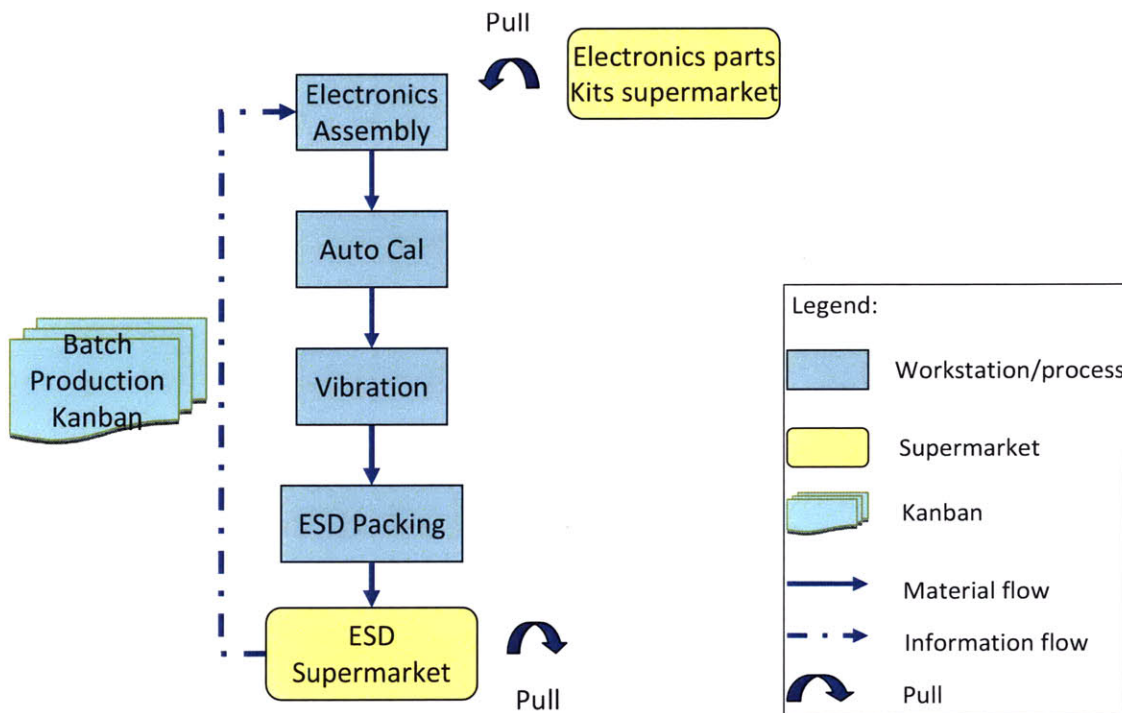 Pull
Electronics parts
Kits supermarket
Electronics
Assembly
Auto Cal
Batch
Production
Kanban
Vibration
ESD Packing
ESD
Supermarket
Pull
Legend:
Workstation/process
Supermarket
Kanban
Material flow
Information flow
Pull